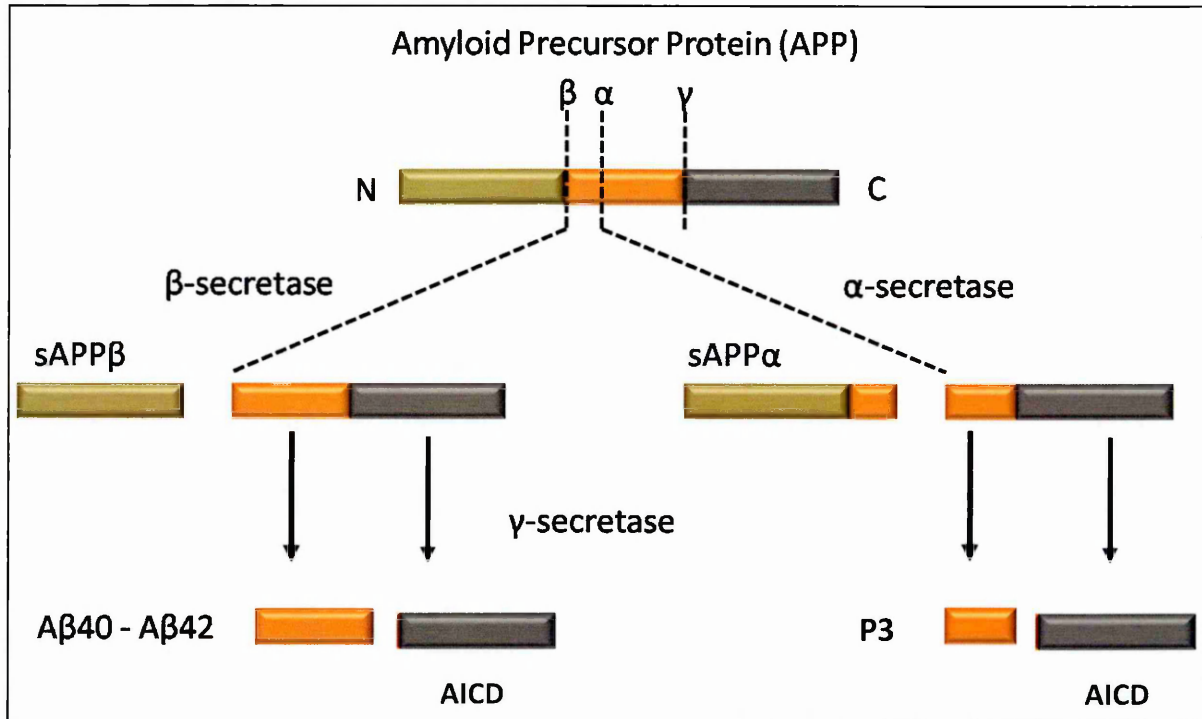 Amyloid Precursor Protein (APP)
β α γ
N C
β-secretase α-secretase
sAPPβ sAPPα
γ-secretase
Aβ40 - Aβ42 P3
AICD AICD